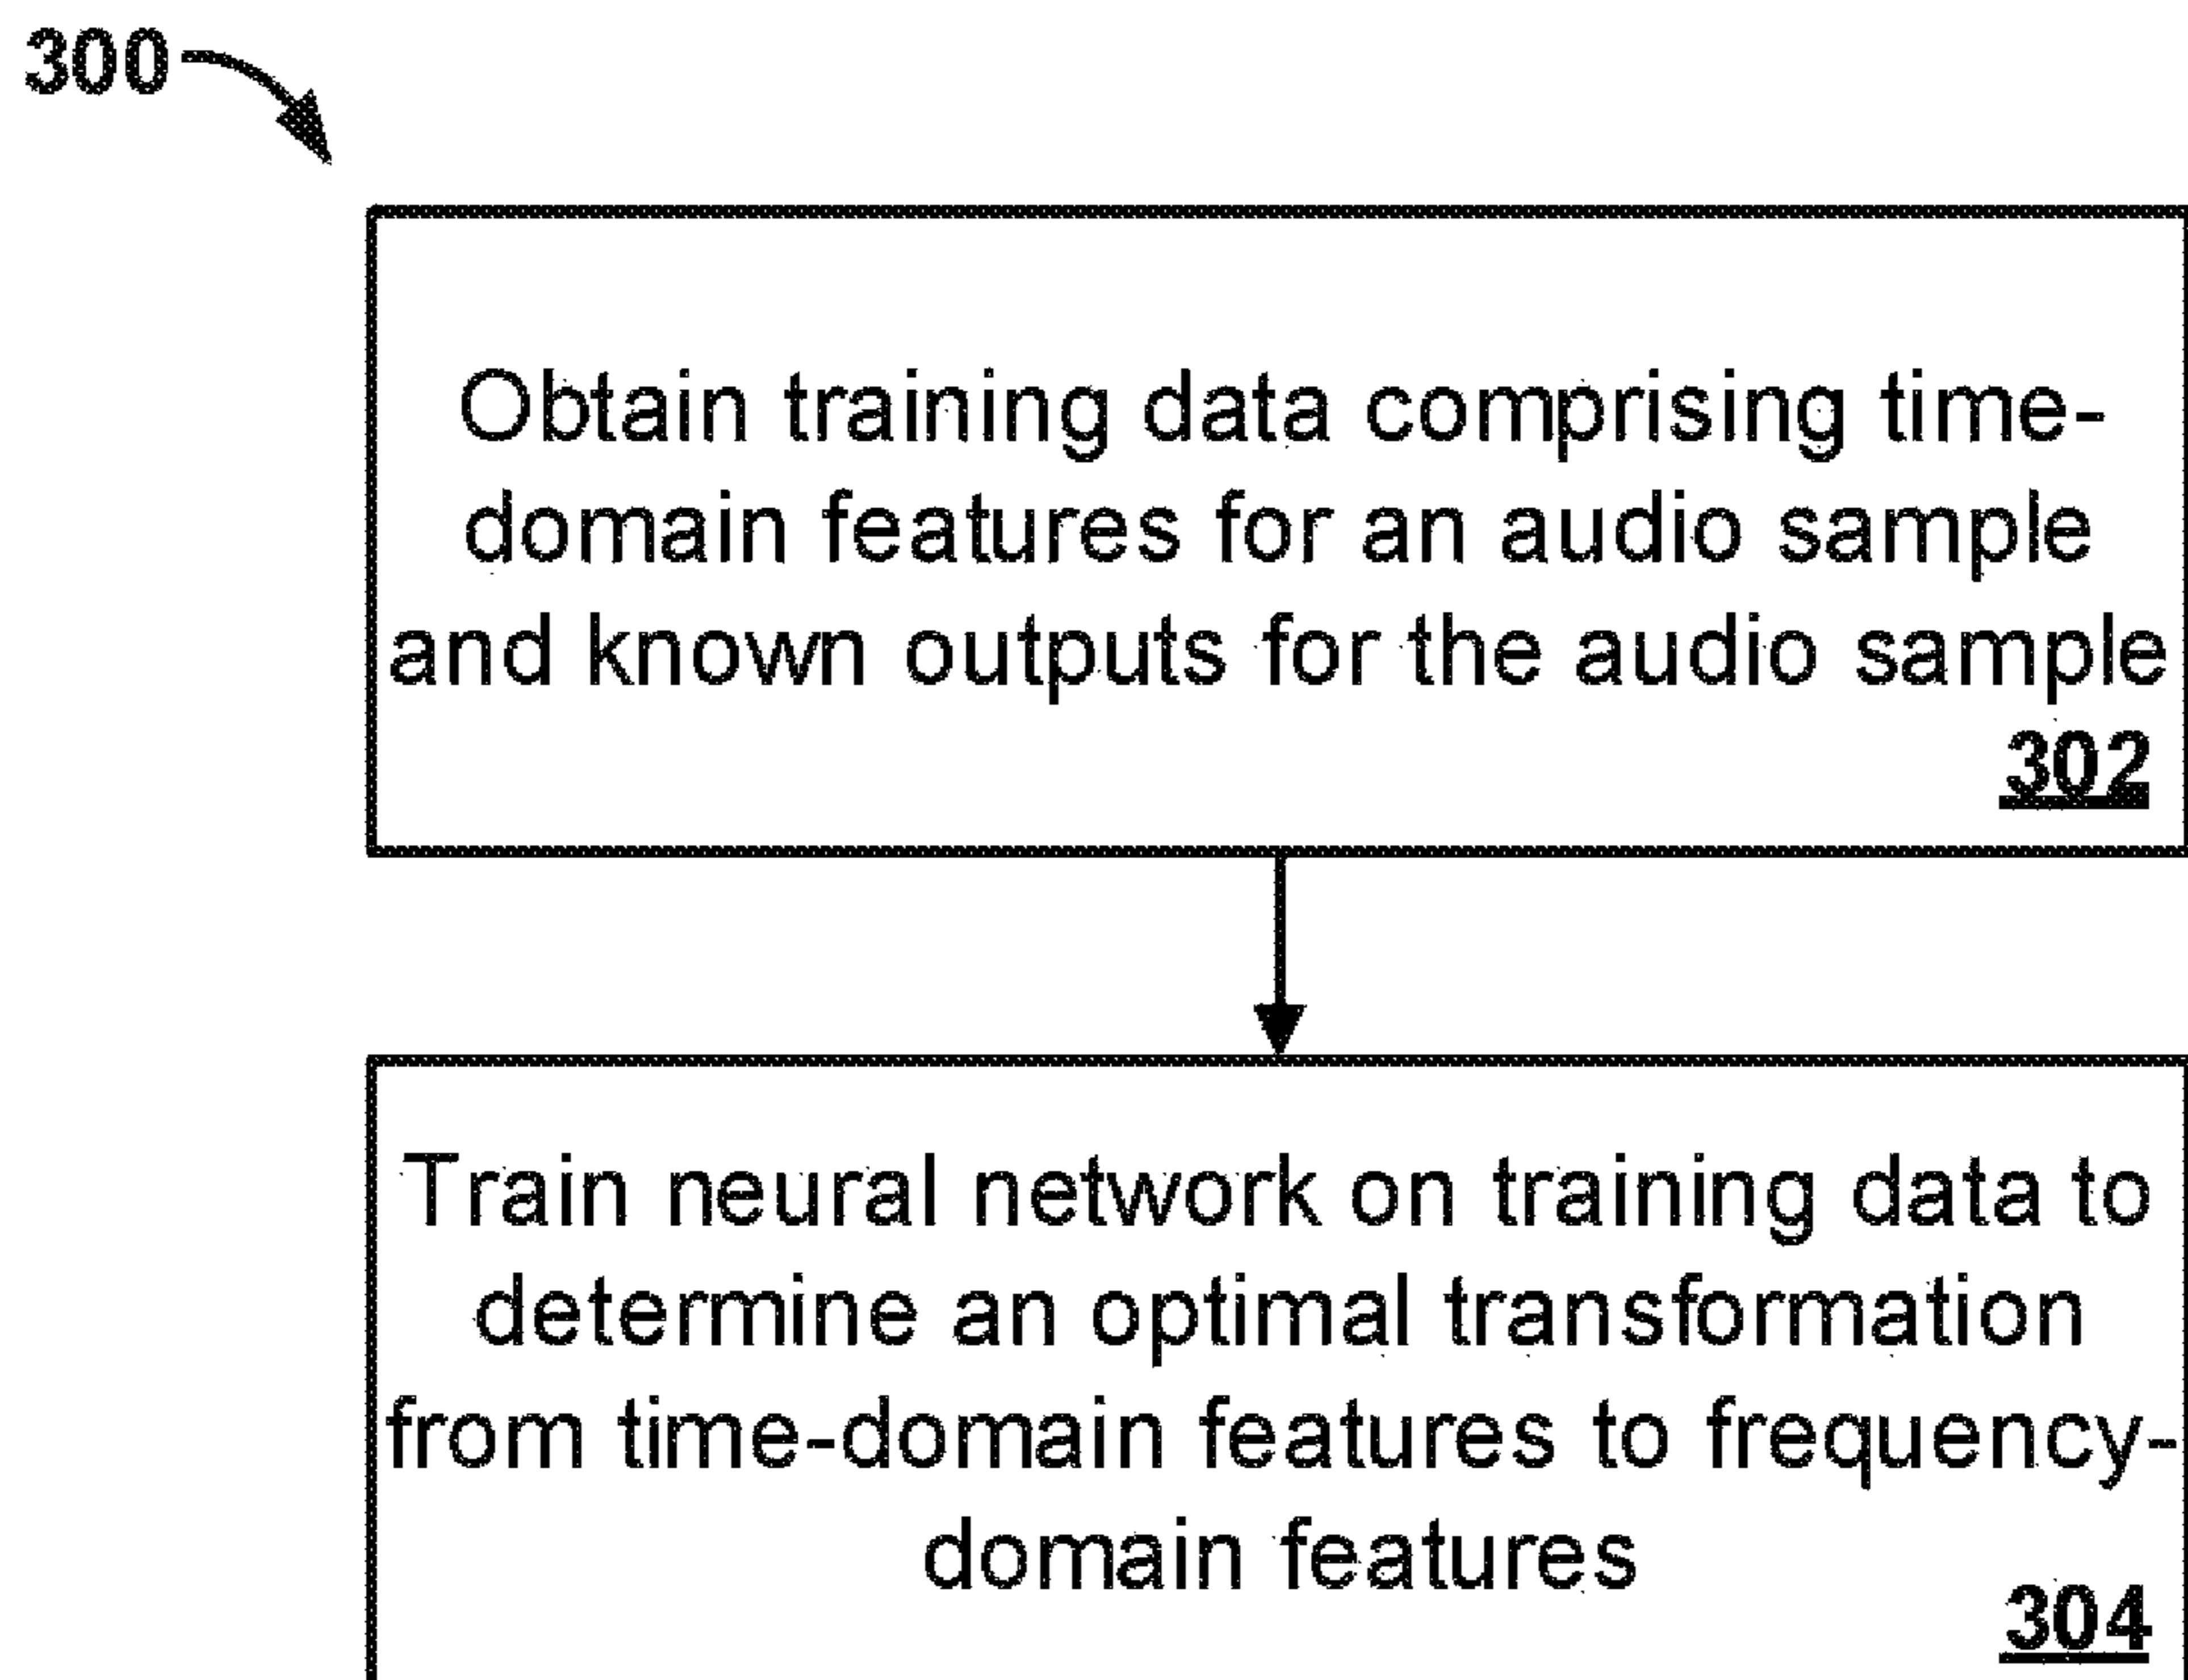 300
Obtain training data comprising time-
domain features for an audio sample
and known outputs for the audio sample
302
Train neural network on training data to
determine an optimal transformation
from time-domain features to frequency-
domain features
304